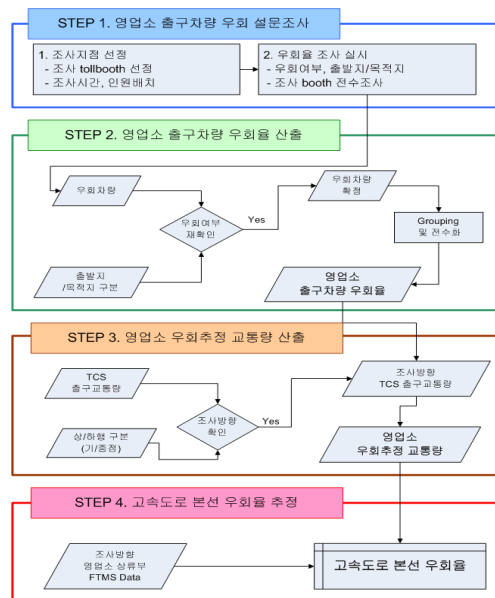 STEP 1. 영업소 출구차량 우회 설문조사
1. 조사지점 선정
- 조사 tollbooth 선정
- 조사시간, 인원배치
2. 우회율 조사 실시
- 우회여부, 출발지/목적지
- 조사 booth 전수조사
STEP 2. 영업소 출구차량 우회율 산출
우회차량
우회여부
재확인
Yes
우회차량
확정
Grouping
및 전수화
출발지
/목적지 구분
영업소
출구차량 우회율
STEP 3. 영업소 우회추정 교통량 산출
TCS
출구교통량
조사방향
확인
Yes
조사방향
TCS 출구교통량
상/하행 구분
(기/종점)
영업소
우회추정 교통량
STEP 4. 고속도로 본선 우회율 추정
조사방향
영업소 상류부
FTMS Data
고속도로 본선 우회율